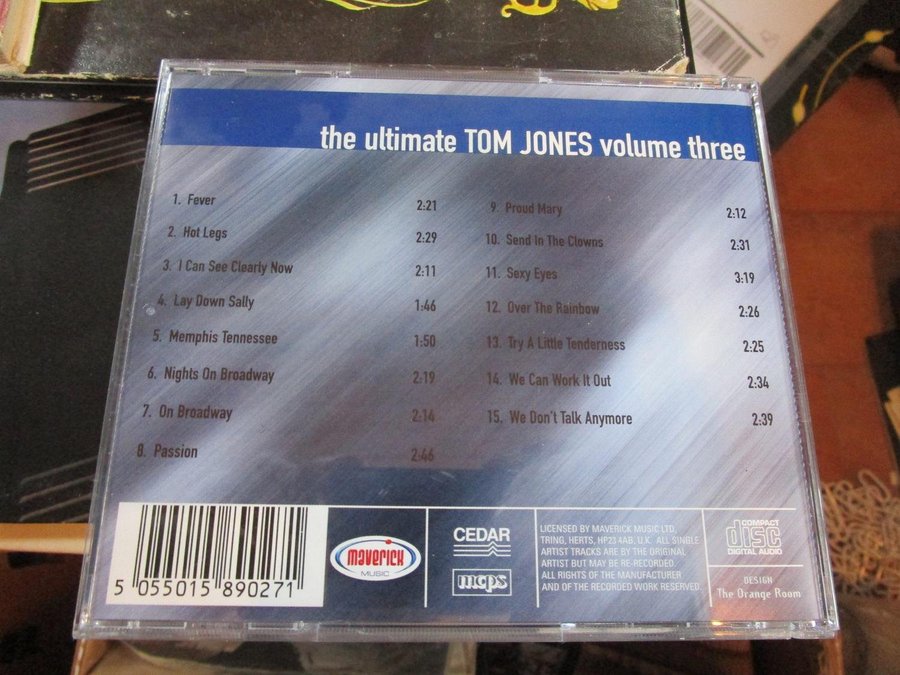 the ultimate TOM JONES volume three
1. Fever 2:21
2. Hot Legs 2:29
3. I Can See Clearly Now 2:11
4. Lay Down Sally 1:46
5. Memphis Tennessee 1:50
6. Nights On Broadway 2:19
7. On Broadway 2:14
8. Passion 2:46
9. Proud Mary 2:12
10. Send In The Clowns 2:31
11. Sexy Eyes 3:19
12. Over The Rainbow 2:26
13. Try A Little Tenderness 2:25
14. We Can Work It Out 2:34
15. We Don't Talk Anymore 2:39
5 055015 890271
maverick
MUSIC
CEDAR
mcps
LICENSED BY MAVERICK MUSIC LTD,
TRING, HERTS, HP23 4AB, U.K. ALL SINGLE
ARTIST TRACKS ARE BY THE ORIGINAL
ARTIST BUT MAY BE RE-RECORDED.
ALL RIGHTS OF THE MANUFACTURER
AND OF THE RECORDED WORK RESERVED.
COMPACT
disc
DIGITAL AUDIO
DESIGN
The Orange Room